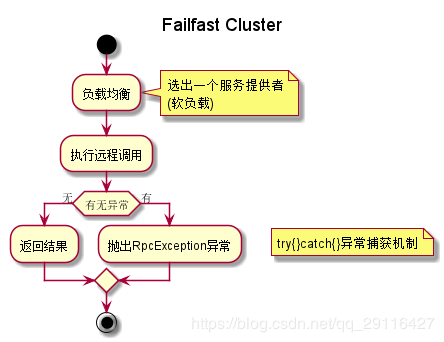 Failfast Cluster
负载均衡
选出一个服务提供者
(软负载)
执行远程调用
无
有无异常
有
返回结果
抛出RpcException异常
try{}catch{}异常捕获机制
https://blog.csdn.net/qq_29116427